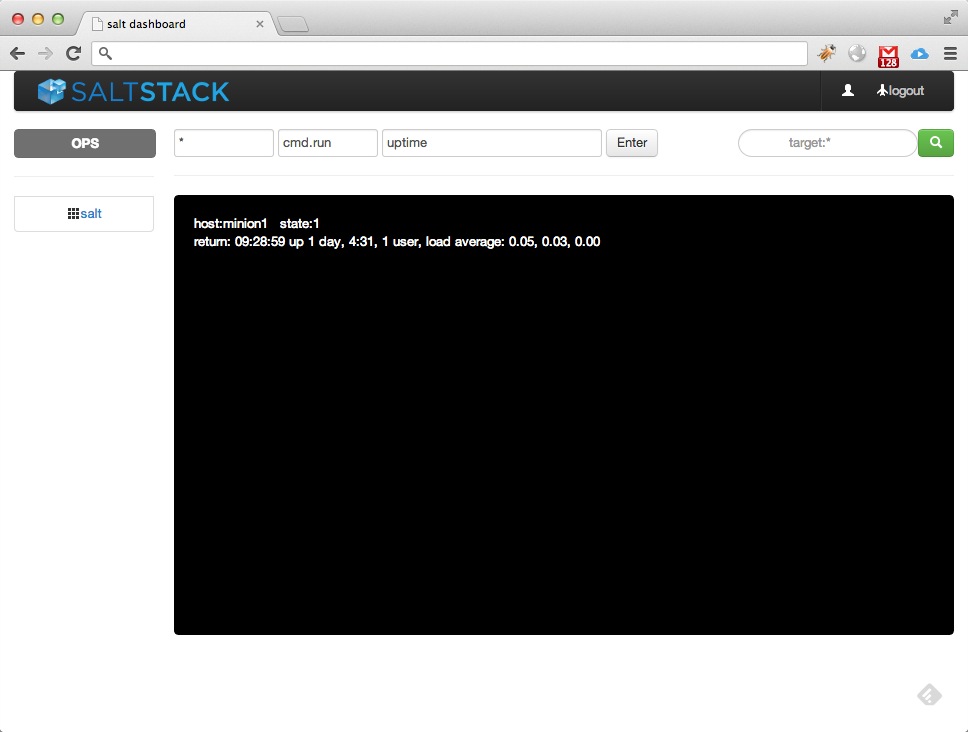 salt dashboard
128
SALTSTACK
logout
OPS
* cmd.run uptime Enter target:*
salt
host:minion1 state:1
return: 09:28:59 up 1 day, 4:31, 1 user, load average: 0.05, 0.03, 0.00